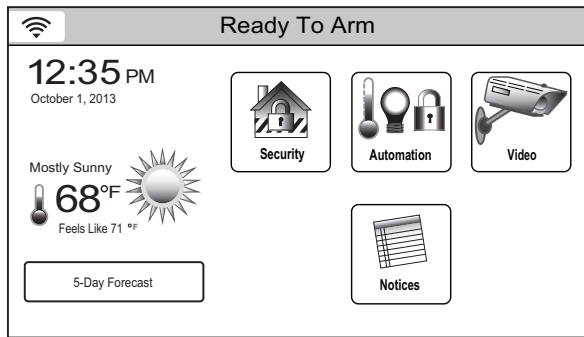 Ready To Arm
12:35 PM
October 1, 2013
Mostly Sunny
68°F
Feels Like 71 °F
5-Day Forecast
Security
Automation
Video
Notices